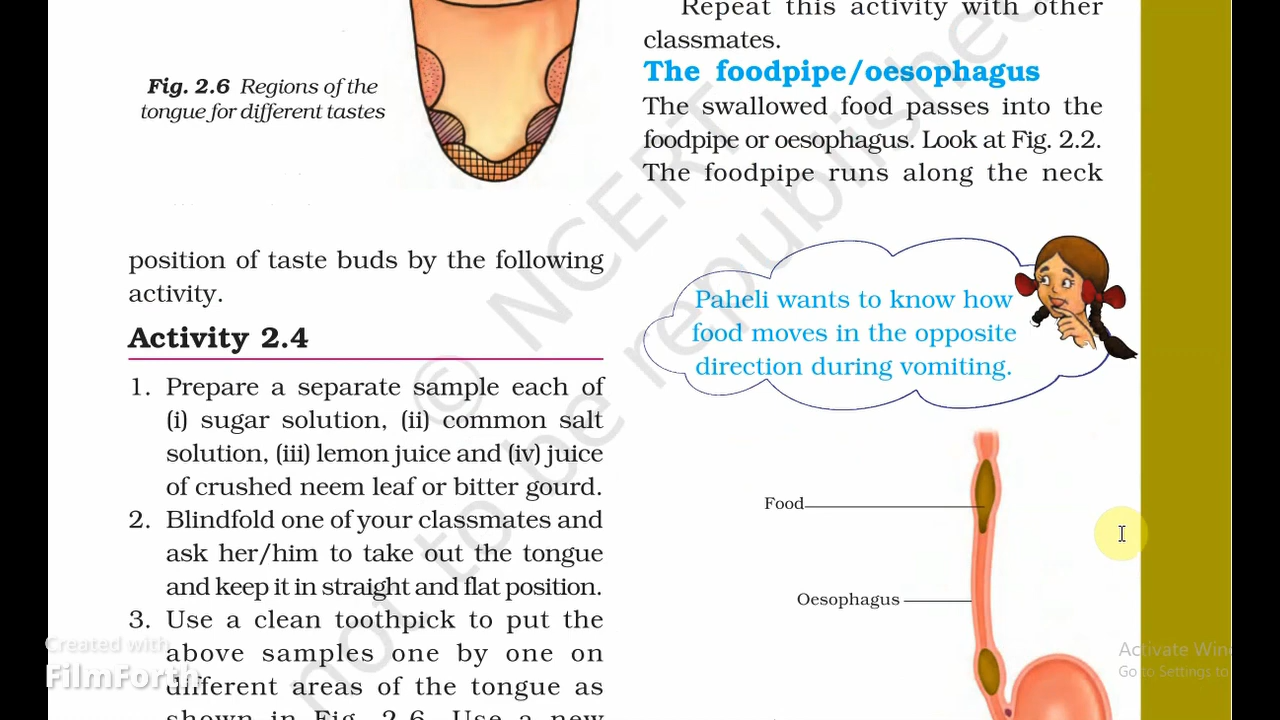 Fig. 2.6 Regions of the
tongue for different tastes
position of taste buds by the following
activity.
Activity 2.4
1. Prepare a separate sample each of
(i) sugar solution, (ii) common salt
solution, (iii) lemon juice and (iv) juice
of crushed neem leaf or bitter gourd.
2. Blindfold one of your classmates and
ask her/him to take out the tongue
and keep it in straight and flat position.
3. Use a clean toothpick to put the
above samples one by one on
different areas of the tongue as
shown in Fig. 2.6. Use a new
Repeat this activity with other
classmates.
The foodpipe/oesophagus
The swallowed food passes into the
foodpipe or oesophagus. Look at Fig. 2.2.
The foodpipe runs along the neck
Paheli wants to know how
food moves in the opposite
direction during vomiting.
Food
Oesophagus
© NCERT
not to be republished
Created with
FilmForth
Activate Win
Go to Settings to